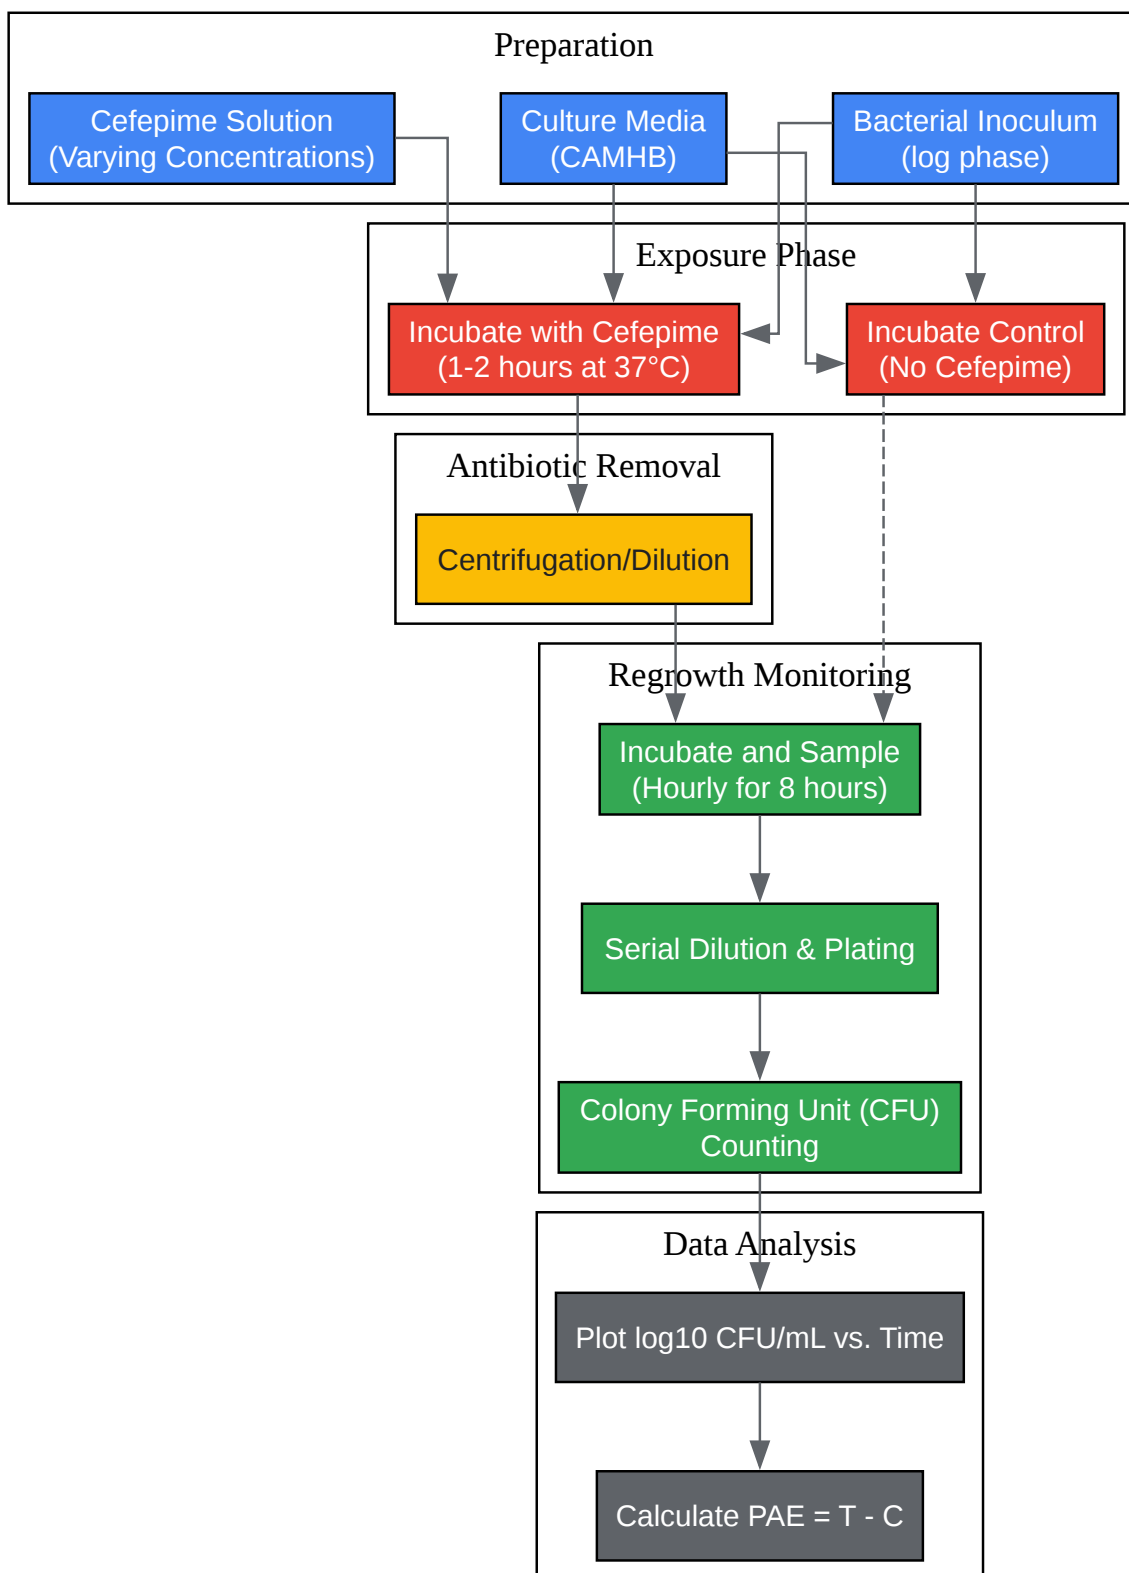 Preparation
Cefepime Solution
(Varying Concentrations)
Culture Media
(CAMHB)
Bacterial Inoculum
(log phase)
Exposure Phase
Incubate with Cefepime
(1-2 hours at 37°C)
Incubate Control
(No Cefepime)
Antibiotic Removal
Centrifugation/Dilution
Regrowth Monitoring
Incubate and Sample
(Hourly for 8 hours)
Serial Dilution & Plating
Colony Forming Unit (CFU)
Counting
Data Analysis
Plot log10 CFU/mL vs. Time
Calculate PAE = T - C